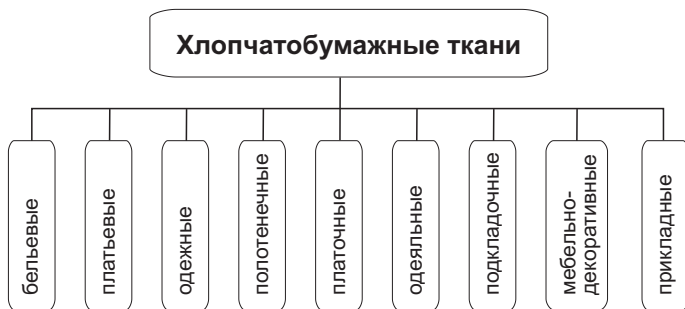 Хлопчатобумажные ткани
бельевые
платьевые
одежные
полотенечные
платочные
одеяльные
подкладочные
мебельно-
декоративные
прикладные